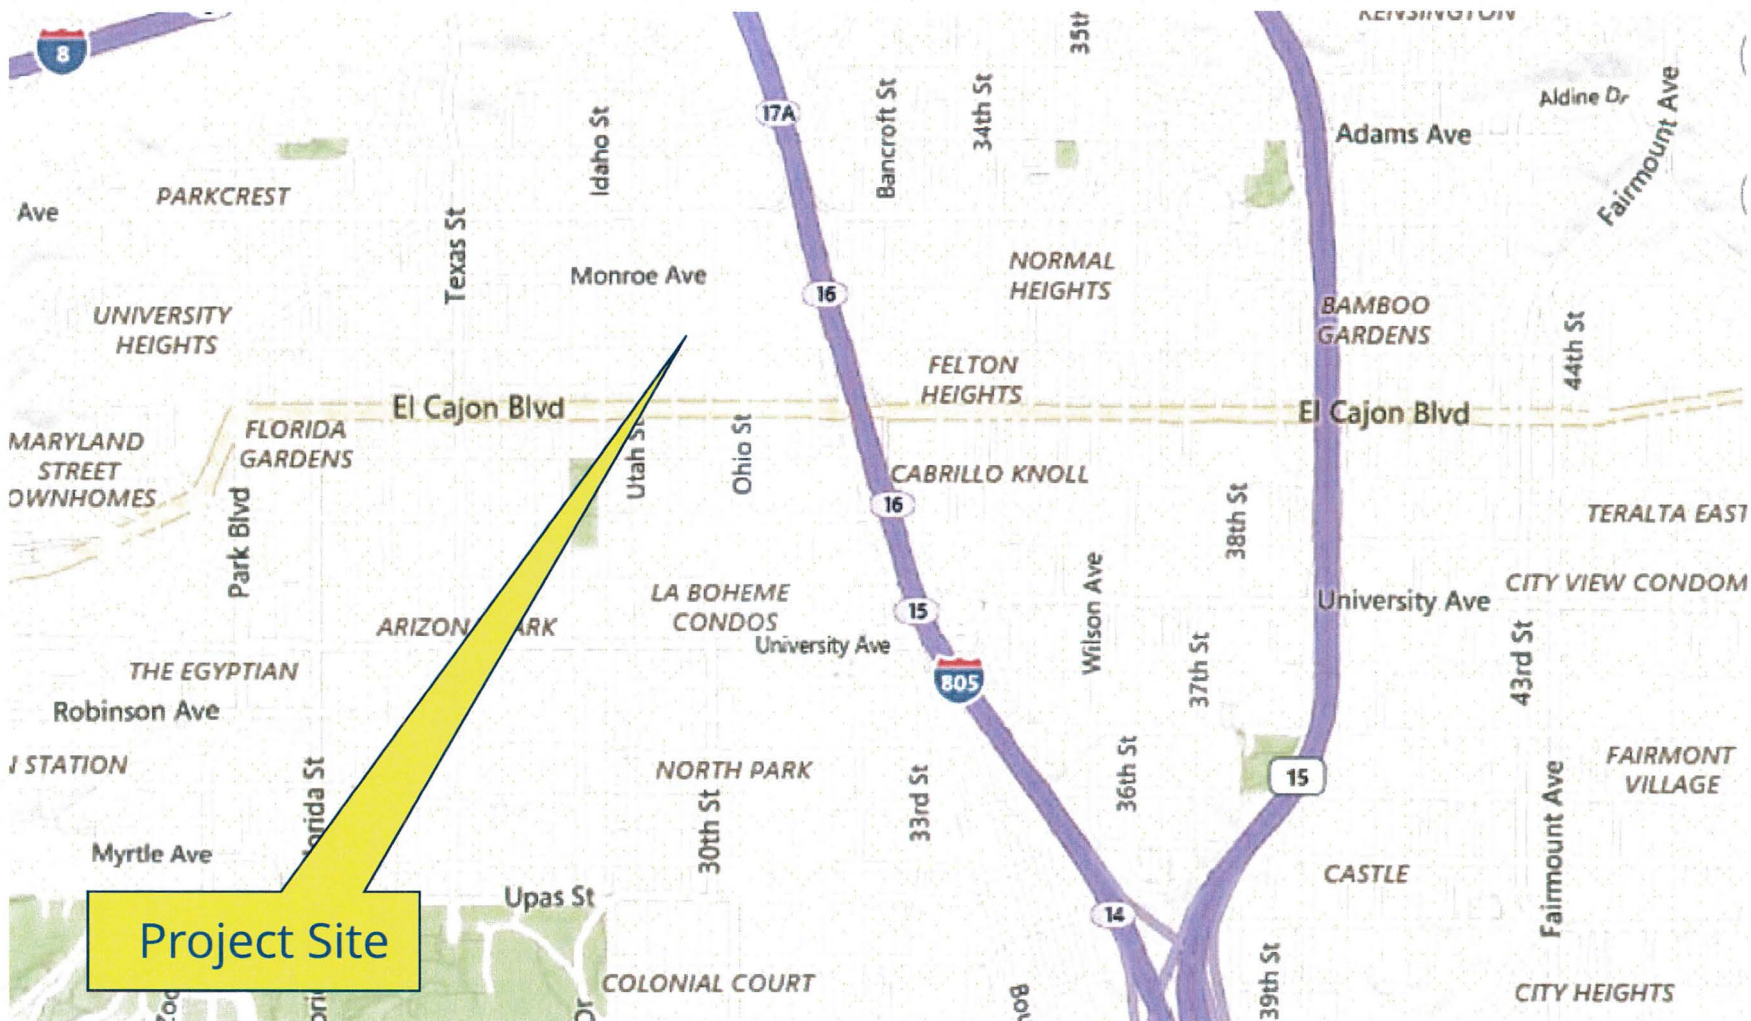 KENSINGTON
8
35th
Aldine Dr
17A
Adams Ave
Fairmount Ave
Bancroft St
34th St
Idaho St
PARKCREST
Ave
Texas St
Monroe Ave
NORMAL
HEIGHTS
16
UNIVERSITY
HEIGHTS
BAMBOO
GARDENS
44th St
FELTON
HEIGHTS
El Cajon Blvd
El Cajon Blvd
FLORIDA
GARDENS
MARYLAND
STREET
OWNHOMES
Utah St
Ohio St
CABRILLO KNOLL
16
Park Blvd
38th St
TERALTA EAST
LA BOHEME
CONDOS
Wilson Ave
CITY VIEW CONDOM
University Ave
15
ARIZON ARK
University Ave
37th St
43rd St
THE EGYPTIAN
805
Robinson Ave
N STATION
orida St
NORTH PARK
30th St
33rd St
36th St
15
FAIRMONT
VILLAGE
Fairmount Ave
Myrtle Ave
CASTLE
Upas St
14
Project Site
COLONIAL COURT
39th St
CITY HEIGHTS
Zoo
Dr
Bou